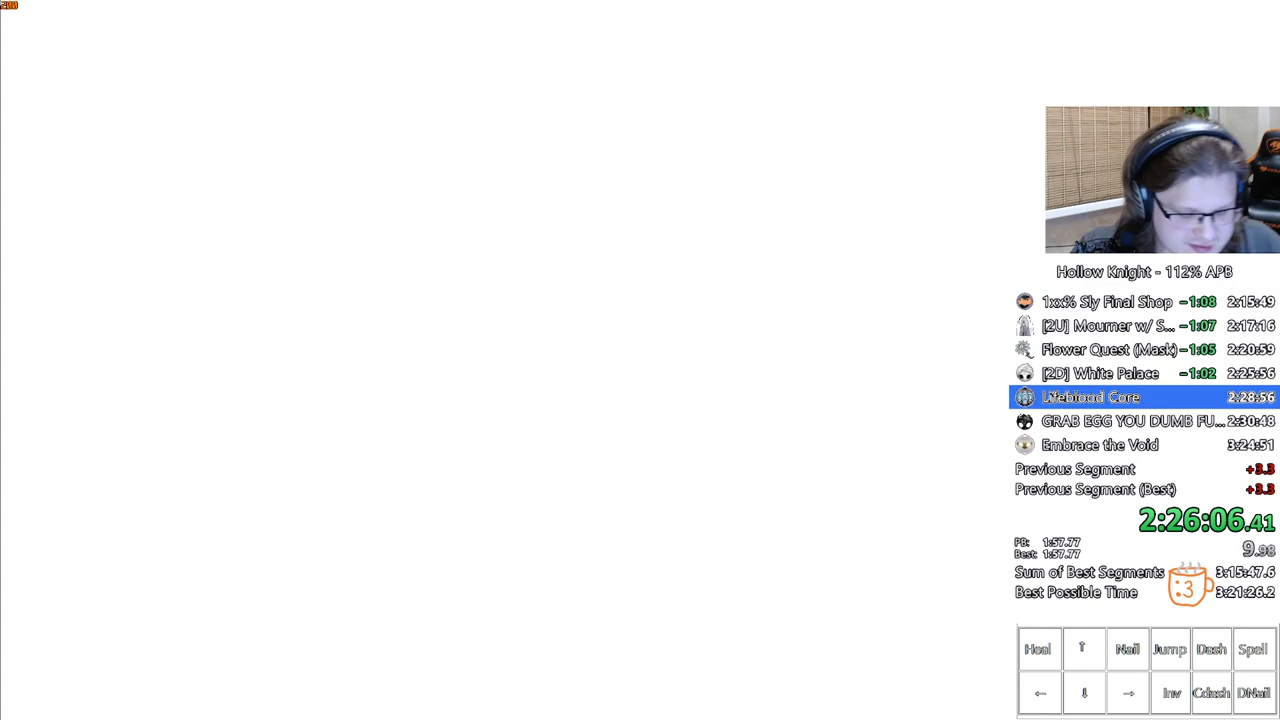 Hollow Knight - 112% APB
1xx% Sly Final Shop -1:08 2:15:49
[2U] Mourner w/ S... -1:07 2:17:16
Flower Quest (Mask) -1:05 2:20:59
[2D] White Palace -1:02 2:25:56
Lifeblood Core 2:28:56
GRAB EGG YOU DUMB FU... 2:30:48
Embrace the Void 3:24:51
Previous Segment +3.3
Previous Segment (Best) +3.3
2:26:06.41
PB: 1:57.77 9.98
Best: 1:57.77
Sum of Best Segments 3:15:47.6
Best Possible Time :3 3:21:26.2
Heal ↑ Nail Jump Dash Spell
← ↓ → Inv Cdash DNail